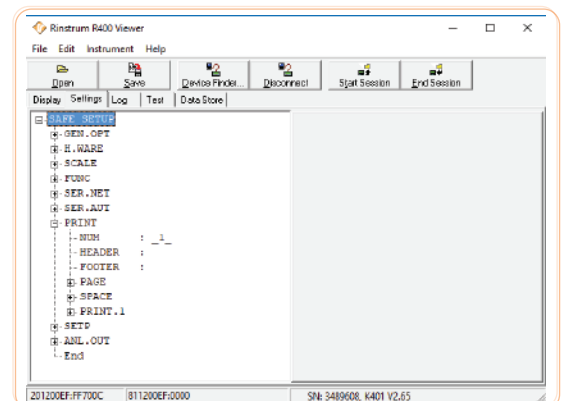 Rinstrum R400 Viewer
File Edit Instrument Help
Open Save Device Finder... Disconnect Start Session End Session
Display Settings Log Test Data Store
SAFE SETUP
GEN.OPT
H.WARE
SCALE
FUNC
SER.NET
SER.AUT
PRINT
NUM : _1_
HEADER :
FOOTER :
PAGE
SPACE
PRINT.1
SETP
ANL.OUT
End
201200EF:FF700C 811200EF:0000 SN: 3489608, K401 V2.65